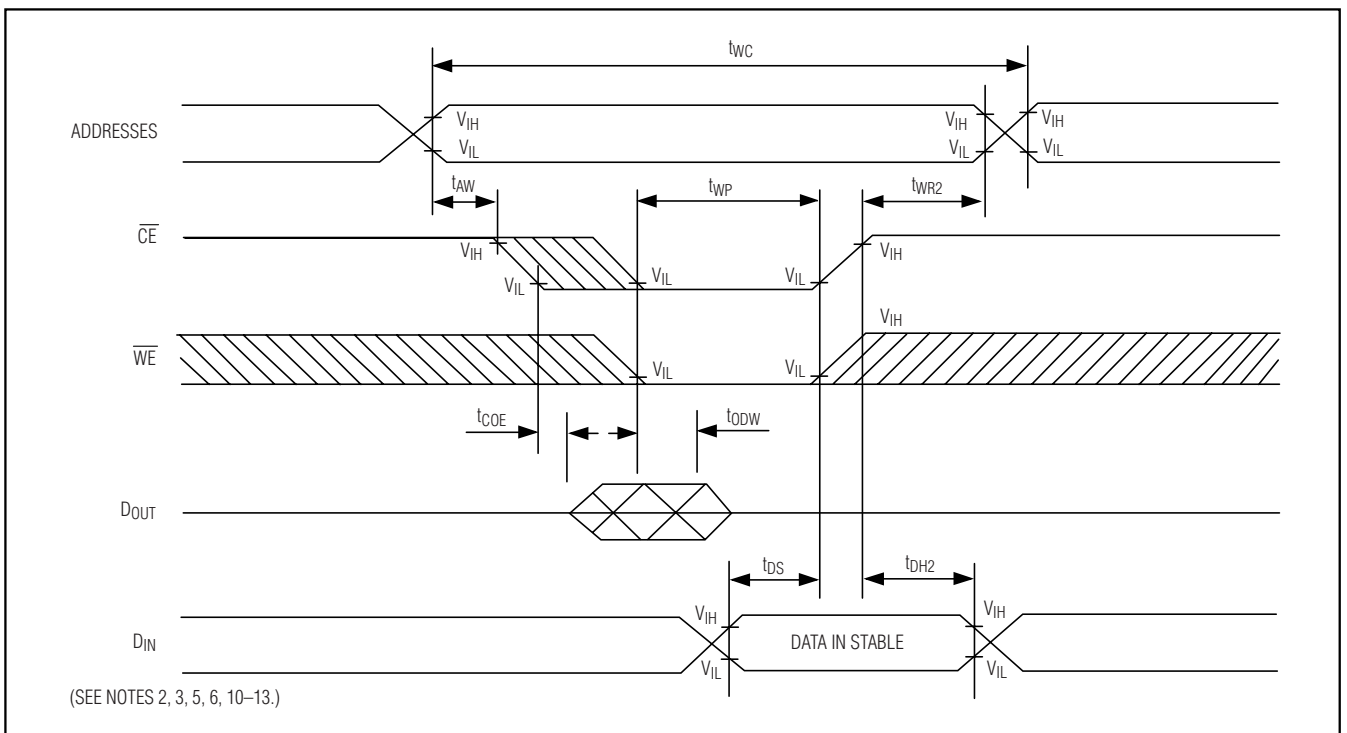 tWC
ADDRESSES
VIH
VIL
VIH
VIL
VIH
VIL
tAW
tWP
tWR2
CE
VIH
VIL
VIL
VIL
VIH
WE
VIL
VIL
VIH
tCOE
tODW
DOUT
tDS
tDH2
DIN
VIH
VIL
DATA IN STABLE
VIH
VIL
(SEE NOTES 2, 3, 5, 6, 10–13.)